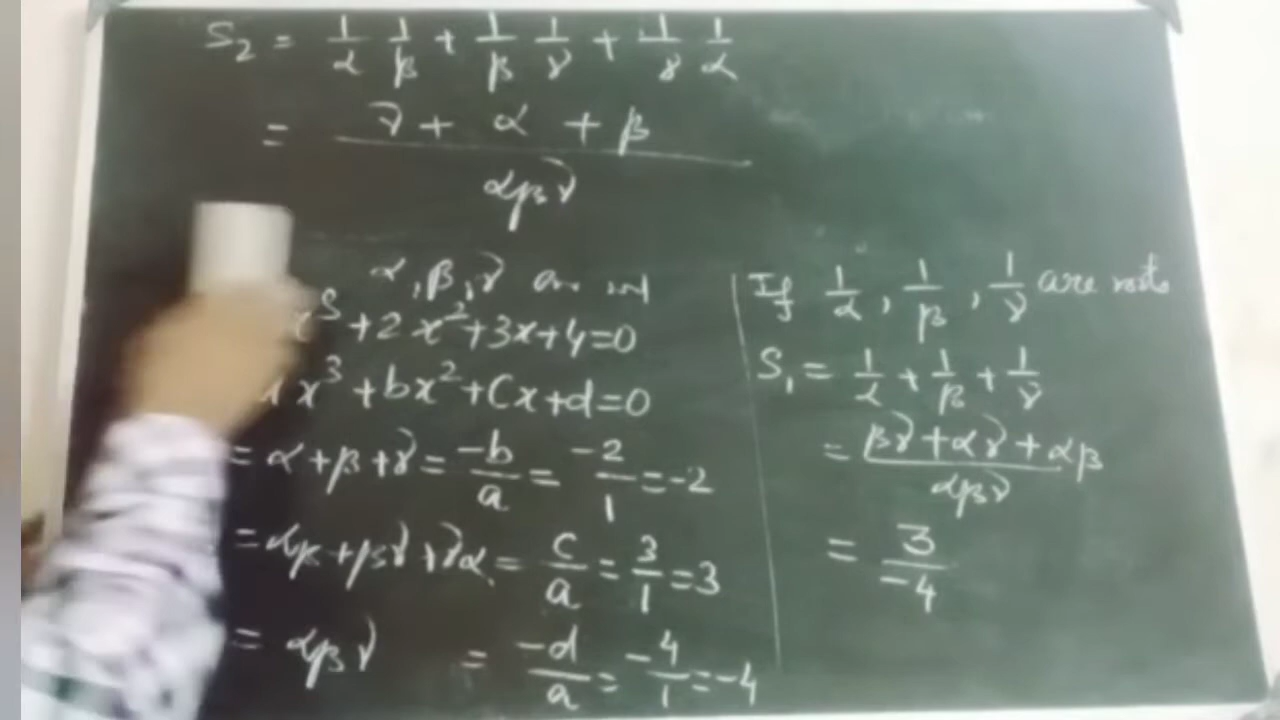 S₂ = 1/α 1/β + 1/β 1/γ + 1/γ 1/α
= (γ + α + β)/(αβγ)
α, β, γ are
x³ + 2x² + 3x + 4 = 0
x³ + bx² + Cx + d = 0
= α + β + γ = -b/a = -2/1 = -2
= αβ + βγ + γα = c/a = 3/1 = 3
= αβγ = -d/a = -4/1 = -4
If 1/α, 1/β, 1/γ are roots
S₁ = 1/α + 1/β + 1/γ
= (βγ + αγ + αβ)/(αβγ)
= 3/-4